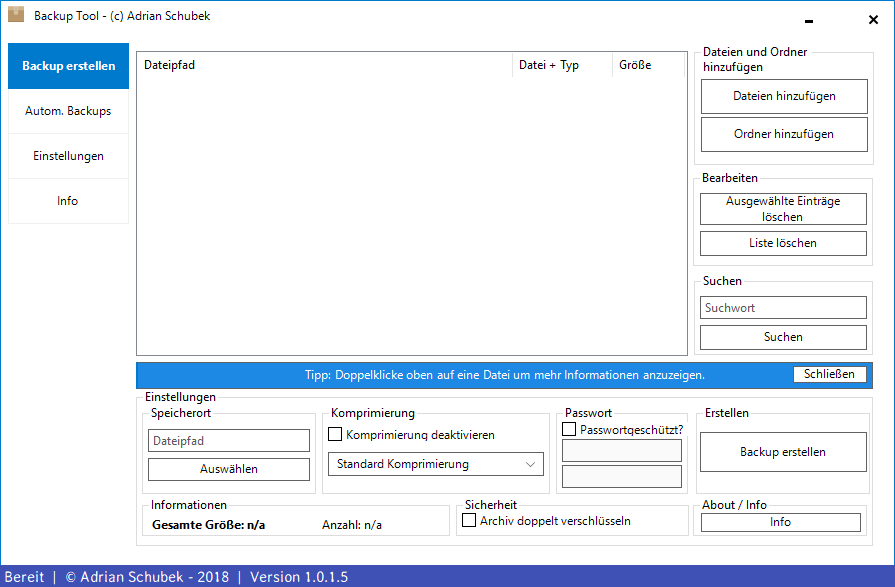 Backup Tool - (c) Adrian Schubek
Backup erstellen
Autom. Backups
Einstellungen
Info
Dateipfad
Datei + Typ
Größe
Dateien und Ordner
hinzufügen
Dateien hinzufügen
Ordner hinzufügen
Bearbeiten
Ausgewählte Einträge
löschen
Liste löschen
Suchen
Suchwort
Suchen
Tipp: Doppelklicke oben auf eine Datei um mehr Informationen anzuzeigen.
Schließen
Einstellungen
Speicherort
Dateipfad
Auswählen
Komprimierung
Komprimierung deaktivieren
Standard Komprimierung
Passwort
Passwortgeschützt?
Erstellen
Backup erstellen
Informationen
Gesamte Größe: n/a
Anzahl: n/a
Sicherheit
Archiv doppelt verschlüsseln
About / Info
Info
Bereit | © Adrian Schubek - 2018 | Version 1.0.1.5